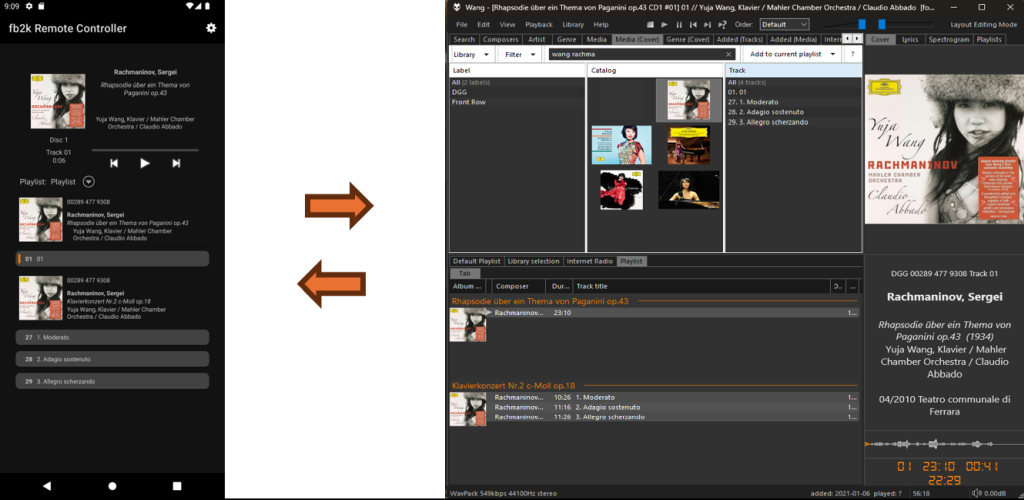 9:09
fb2k Remote Controller
Rachmaninov, Sergei
Rhapsodie über ein Thema von
Paganini op.43
Yuja Wang, Klavier / Mahler Chamber
Orchestra / Claudio Abbado
Disc 1
Track 01
0:06
Playlist: Playlist
00289 477 9308
Rachmaninov, Sergei
Rhapsodie über ein Thema von Paganini op.43
Yuja Wang, Klavier / Mahler Chamber
Orchestra / Claudio Abbado
01 01
00289 477 9308
Rachmaninov, Sergei
Klavierkonzert Nr.2 c-Moll op.18
Yuja Wang, Klavier / Mahler Chamber
Orchestra / Claudio Abbado
27 1. Moderato
28 2. Adagio sostenuto
29 3. Allegro scherzando
Wang - [Rhapsodie über ein Thema von Paganini op.43 CD1 #01] 01 // Yuja Wang, Klavier / Mahler Chamber Orchestra / Claudio Abbado [fo...
File Edit View Playback Library Help
Order: Default
Layout Editing Mode
Search Composers Artist Genre Media Media (Cover) Genre (Cover) Added (Tracks) Added (Media) Intern
Library Filter wang rachma Add to current playlist ?
Label Catalog Track
All (2 labels)
DGG
Front Row
All (4 tracks)
01. 01
27. 1. Moderato
28. 2. Adagio sostenuto
29. 3. Allegro scherzando
Default Playlist Library selection Internet Radio Playlist
Tab
Album ... Composer Dur... Track title D.. ...
Rhapsodie über ein Thema von Paganini op.43
Rachmaninov... 23:10 1...
Klavierkonzert Nr.2 c-Moll op.18
Rachmaninov... 10:26 1. Moderato 1...
Rachmaninov... 11:16 2. Adagio sostenuto 1...
Rachmaninov... 11:26 3. Allegro scherzando 1...
WavPack 549kbps 44100Hz stereo
added: 2021-01-06 played: ? 56:18 0.00dB
Cover Lyrics Spectrogram Playlists
Yuja
Wang
RACHMANINOV
MAHLER CHAMBER
ORCHESTRA
Claudio
Abbado
DGG 00289 477 9308 Track 01
Rachmaninov, Sergei
Rhapsodie über ein Thema von
Paganini op.43 (1934)
Yuja Wang, Klavier / Mahler
Chamber Orchestra / Claudio
Abbado
04/2010 Teatro communale di
Ferrara
01 23:10 00:41
22:29